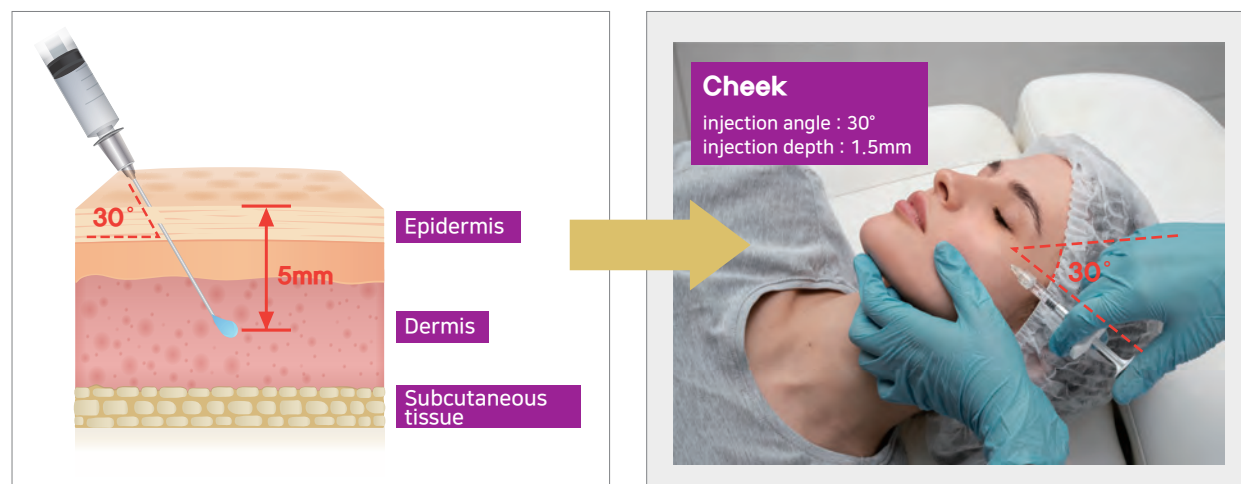 30°
5mm
Epidermis
Dermis
Subcutaneous
tissue
Cheek
injection angle : 30°
injection depth : 1.5mm
30°